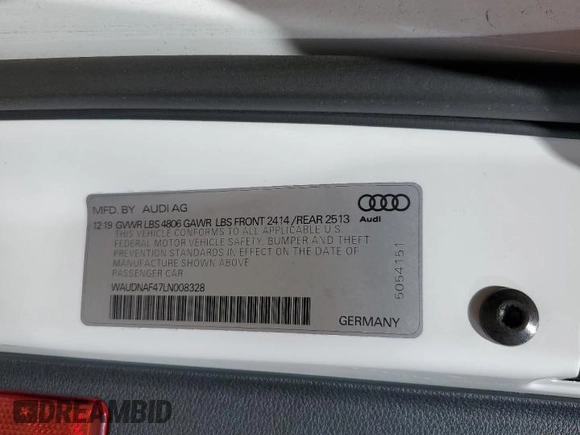 MFD. BY AUDI AG
12 19 GVWR LBS 4806 GAWR LBS FRONT 2414 /REAR 2513
THIS VEHICLE CONFORMS TO ALL APPLICABLE U.S.
FEDERAL MOTOR VEHICLE SAFETY, BUMPER AND THEFT
PREVENTION STANDARDS IN EFFECT ON THE DATE OF
MANUFACTURE SHOWN ABOVE
PASSENGER CAR
WAUDNAF47LN008328
GERMANY
Audi
5054151
DREAMBID